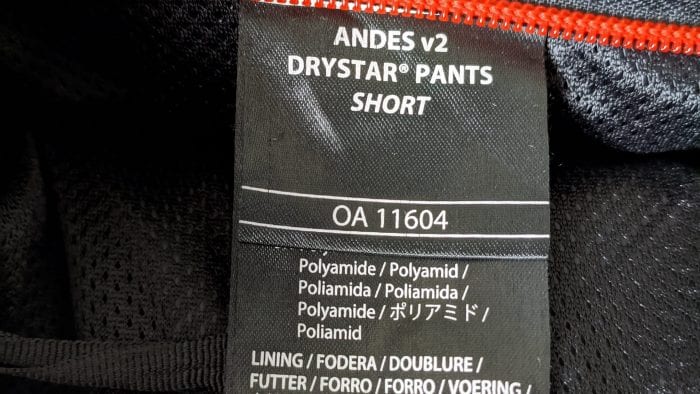 ANDES v2
DRYSTAR® PANTS
SHORT
OA 11604
Polyamide / Polyamid /
Poliamida / Poliamida /
Polyamide / ポリアミド /
Poliamid
LINING / FODERA / DOUBLURE /
FUTTER / FORRO / FORRO / VOERING /